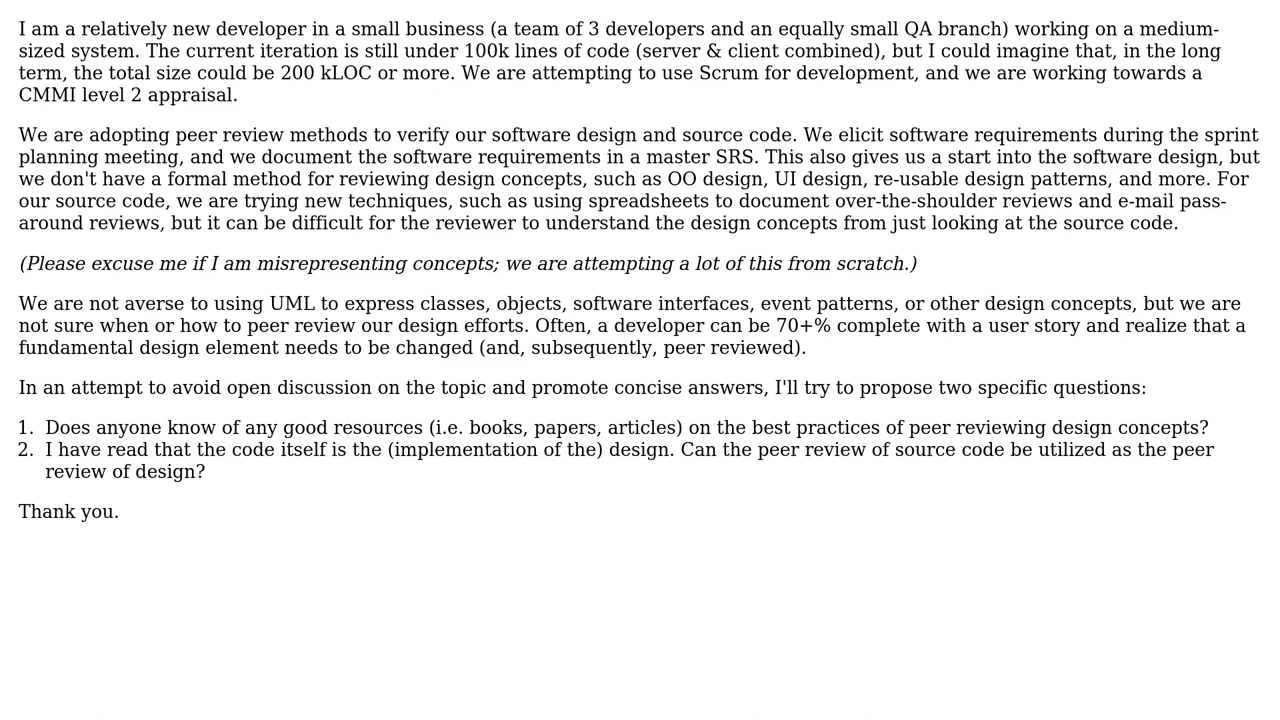 I am a relatively new developer in a small business (a team of 3 developers and an equally small QA branch) working on a medium-
sized system. The current iteration is still under 100k lines of code (server & client combined), but I could imagine that, in the long
term, the total size could be 200 kLOC or more. We are attempting to use Scrum for development, and we are working towards a
CMMI level 2 appraisal.
We are adopting peer review methods to verify our software design and source code. We elicit software requirements during the sprint
planning meeting, and we document the software requirements in a master SRS. This also gives us a start into the software design, but
we don't have a formal method for reviewing design concepts, such as OO design, UI design, re-usable design patterns, and more. For
our source code, we are trying new techniques, such as using spreadsheets to document over-the-shoulder reviews and e-mail pass-
around reviews, but it can be difficult for the reviewer to understand the design concepts from just looking at the source code.
(Please excuse me if I am misrepresenting concepts; we are attempting a lot of this from scratch.)
We are not averse to using UML to express classes, objects, software interfaces, event patterns, or other design concepts, but we are
not sure when or how to peer review our design efforts. Often, a developer can be 70+% complete with a user story and realize that a
fundamental design element needs to be changed (and, subsequently, peer reviewed).
In an attempt to avoid open discussion on the topic and promote concise answers, I'll try to propose two specific questions:
1. Does anyone know of any good resources (i.e. books, papers, articles) on the best practices of peer reviewing design concepts?
2. I have read that the code itself is the (implementation of the) design. Can the peer review of source code be utilized as the peer
review of design?
Thank you.